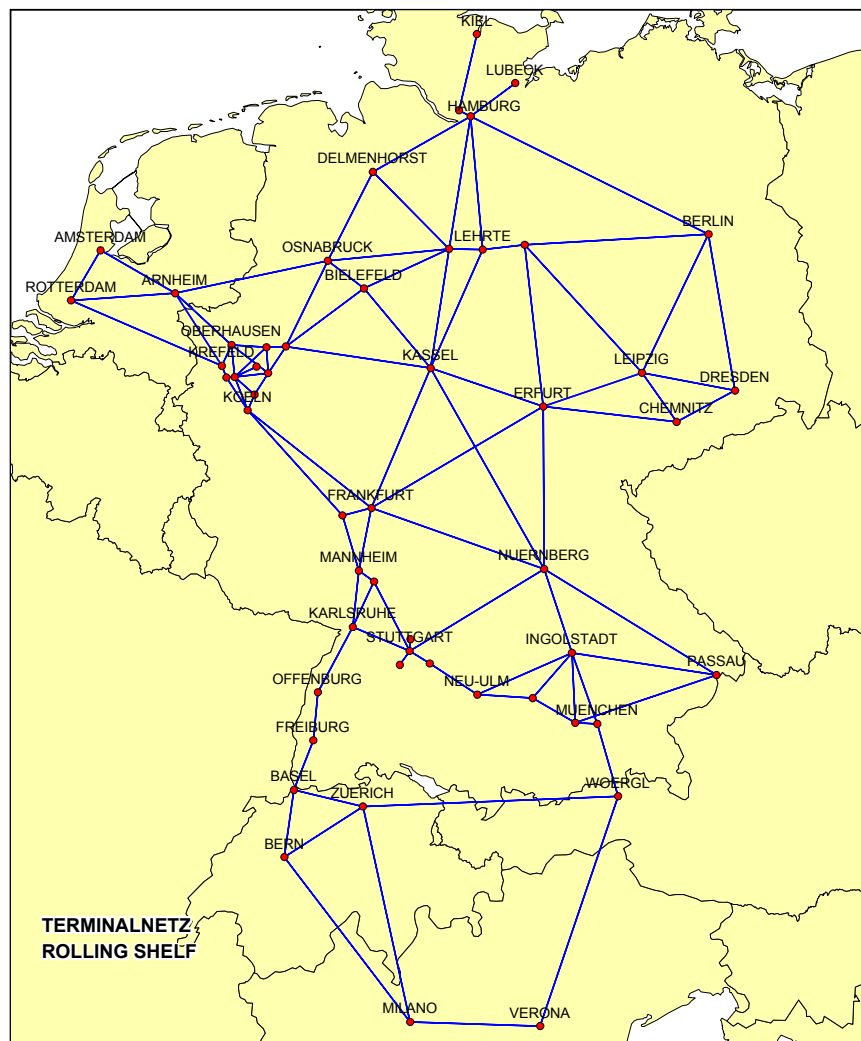 KIEL
LUBECK
HAMBURG
DELMENHORST
BERLIN
AMSTERDAM
LEHRTE
OSNABRUCK
BIELEFELD
ARNHEIM
ROTTERDAM
OBERHAUSEN
KREFELD
KASSEL
LEIPZIG
DRESDEN
KOELN
ERFURT
CHEMNITZ
FRANKFURT
MANNHEIM
NUERNBERG
KARLSRUHE
STUTTGART
INGOLSTADT
PASSAU
OFFENBURG
NEU-ULM
MUENCHEN
FREIBURG
BASEL
ZUERICH
WOERGL
BERN
TERMINALNETZ
ROLLING SHELF
MILANO
VERONA